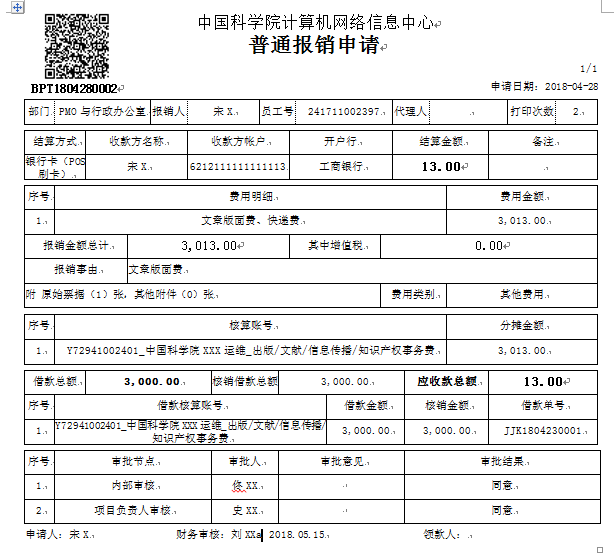 中国科学院计算机网络信息中心
普通报销申请
1/1
BPT1804280002 申请日期：2018-04-28
部门 PMO 与行政办公室 报销人 宋 X 员工号 241711002397 代理人 打印次数 2
结算方式 收款方名称 收款方帐户 开户行 结算金额 备注
银行卡（POS刷卡） 宋 X 6212111111111113 工商银行 13.00
序号 费用明细 费用金额
1 文章版面费、快递费 3,013.00
报销金额总计 3,013.00 其中增值税 0.00
报销事由 文章版面费
附 原始票据（1）张，其他附件（0）张 费用类别 其他费用
序号 核算账号 分摊金额
1 Y72941002401_中国科学院 XXX 运维_出版/文献/信息传播/知识产权事务费 3,013.00
借款总额 3,000.00 核销借款总额 3,000.00 应收款总额 13.00
序号 借款核算账号 借款金额 核销金额 借款单号
1 Y72941002401_中国科学院 XXX 运维_出版/文献/信息传播/知识产权事务费 3,000.00 3,000.00 JJK1804230001
序号 审批节点 审批人 审批意见 审批结果
1 内部审核 佟 XX 同意
2 项目负责人审核 史 XX 同意
申请人：宋 X 财务审核：刘 XXa 2018.05.15 领款人：